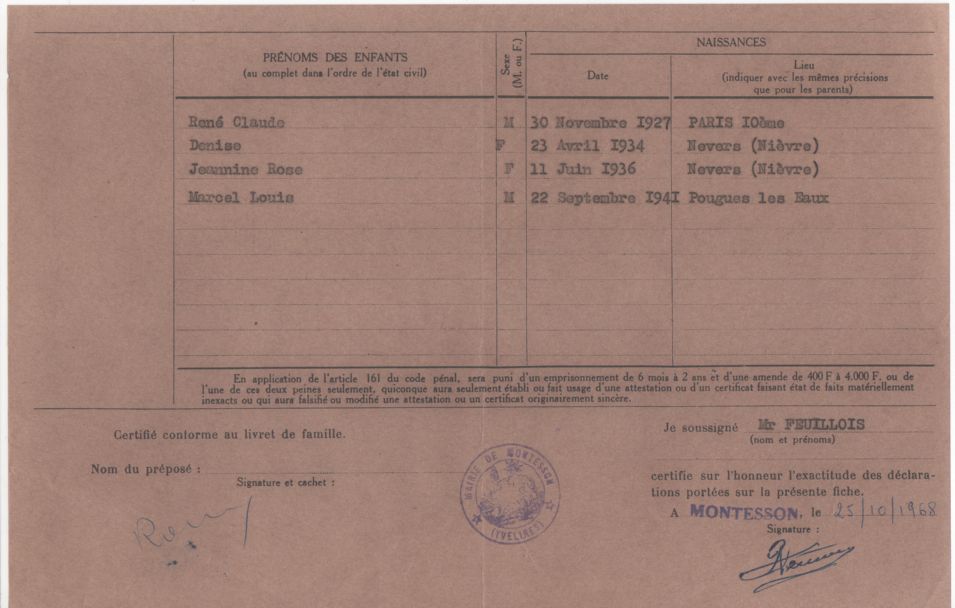 PRÉNOMS DES ENFANTS
(au complet dans l'ordre de l'état civil)
Sexe
(M. ou F.)
NAISSANCES
Date
Lieu
(indiquer avec les mêmes précisions
que pour les parents)
René Claude M 30 Novembre I927 PARIS IOème
Denise F 23 Avril I934 Nevers (Nièvre)
Jeannine Rose F 11 Juin I936 Nevers (Nièvre)
Marcel Louis M 22 Septembre I94I Pougues les Eaux
En application de l'article 161 du code pénal, sera puni d'un emprisonnement de 6 mois à 2 ans et d'une amende de 400 F à 4.000 F. ou de
l'une de ces deux peines seulement, quiconque aura seulement établi ou fait usage d'une attestation ou d'un certificat faisant état de faits matériellement
inexacts ou qui aura falsifié ou modifié une attestation ou un certificat originairement sincère.
Certifié conforme au livret de famille.
Nom du préposé :
Signature et cachet :
MAIRIE DE MONTESSON
(YVELINES)
Je soussigné Mr FEUILLOIS
(nom et prénoms)
certifie sur l'honneur l'exactitude des déclara-
tions portées sur la présente fiche.
A MONTESSON, le 25/10/1968
Signature :